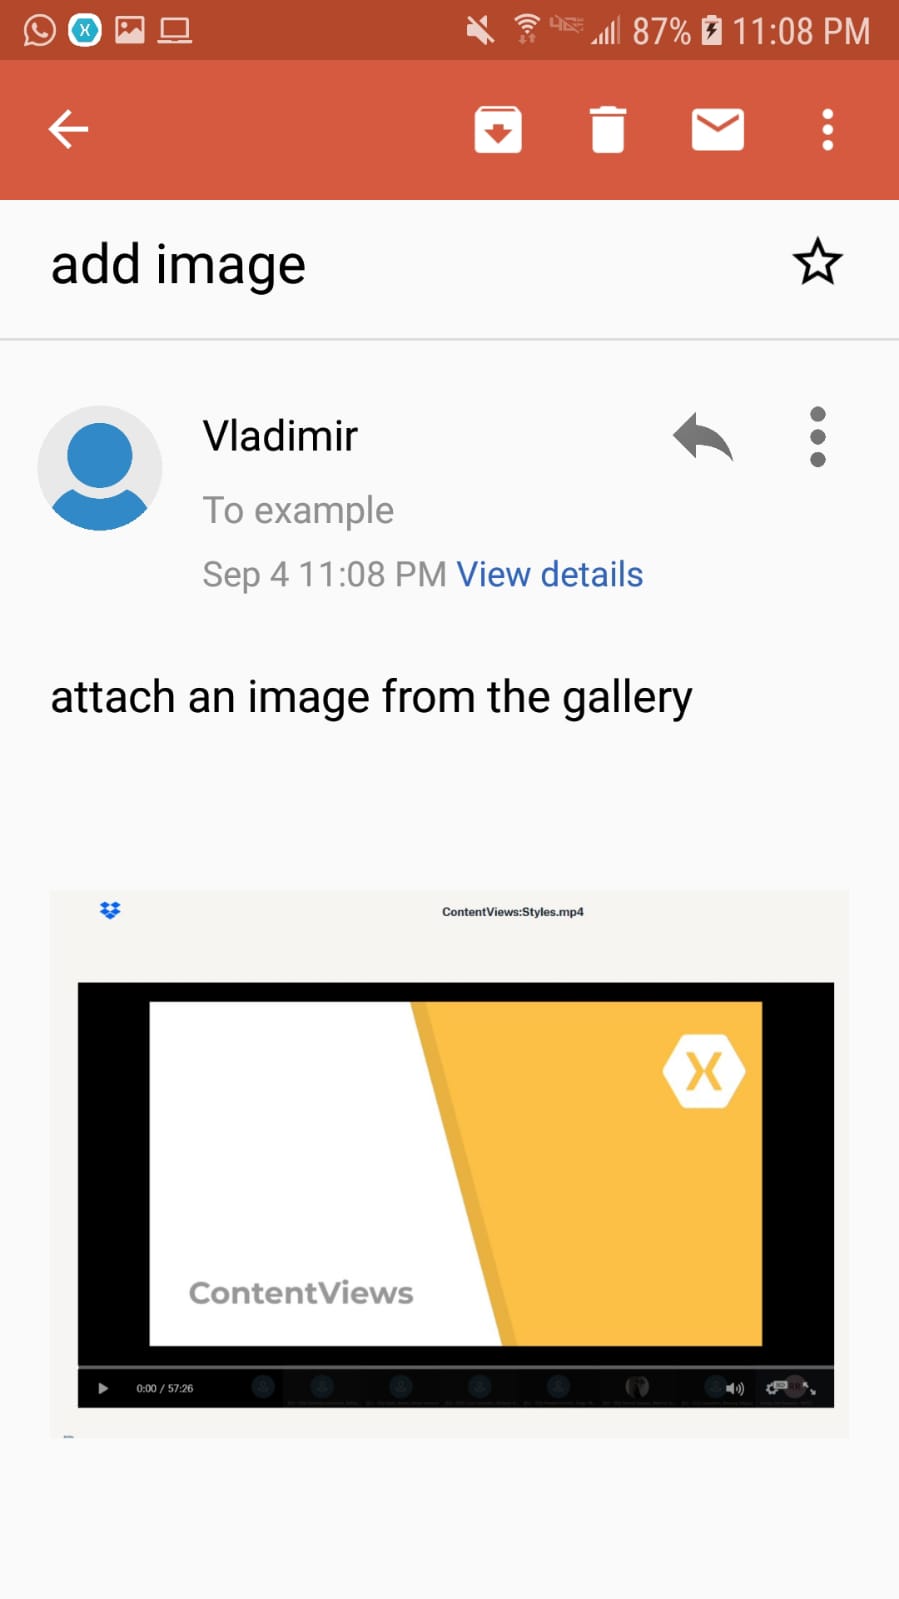 87% 11:08 PM
add image
Vladimir
To example
Sep 4 11:08 PM View details
attach an image from the gallery
ContentViews:Styles.mp4
X
ContentViews
0:00 / 57:26